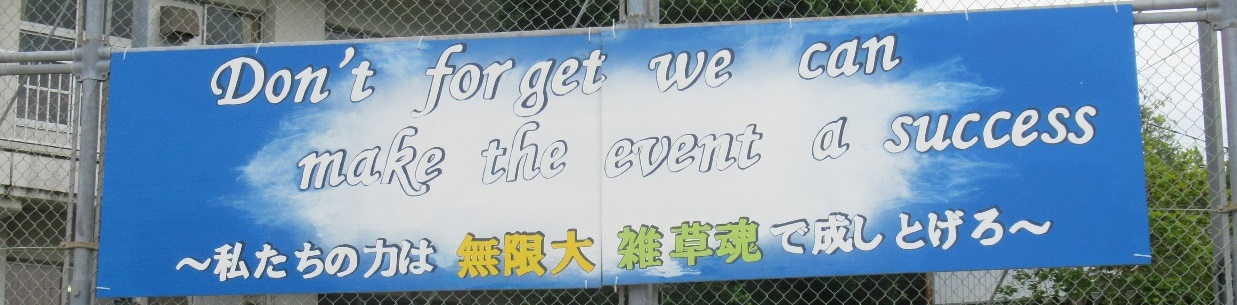 Don't forget we can
make the event a success
～私たちの力は 無限大 雑草魂で成しとげろ～